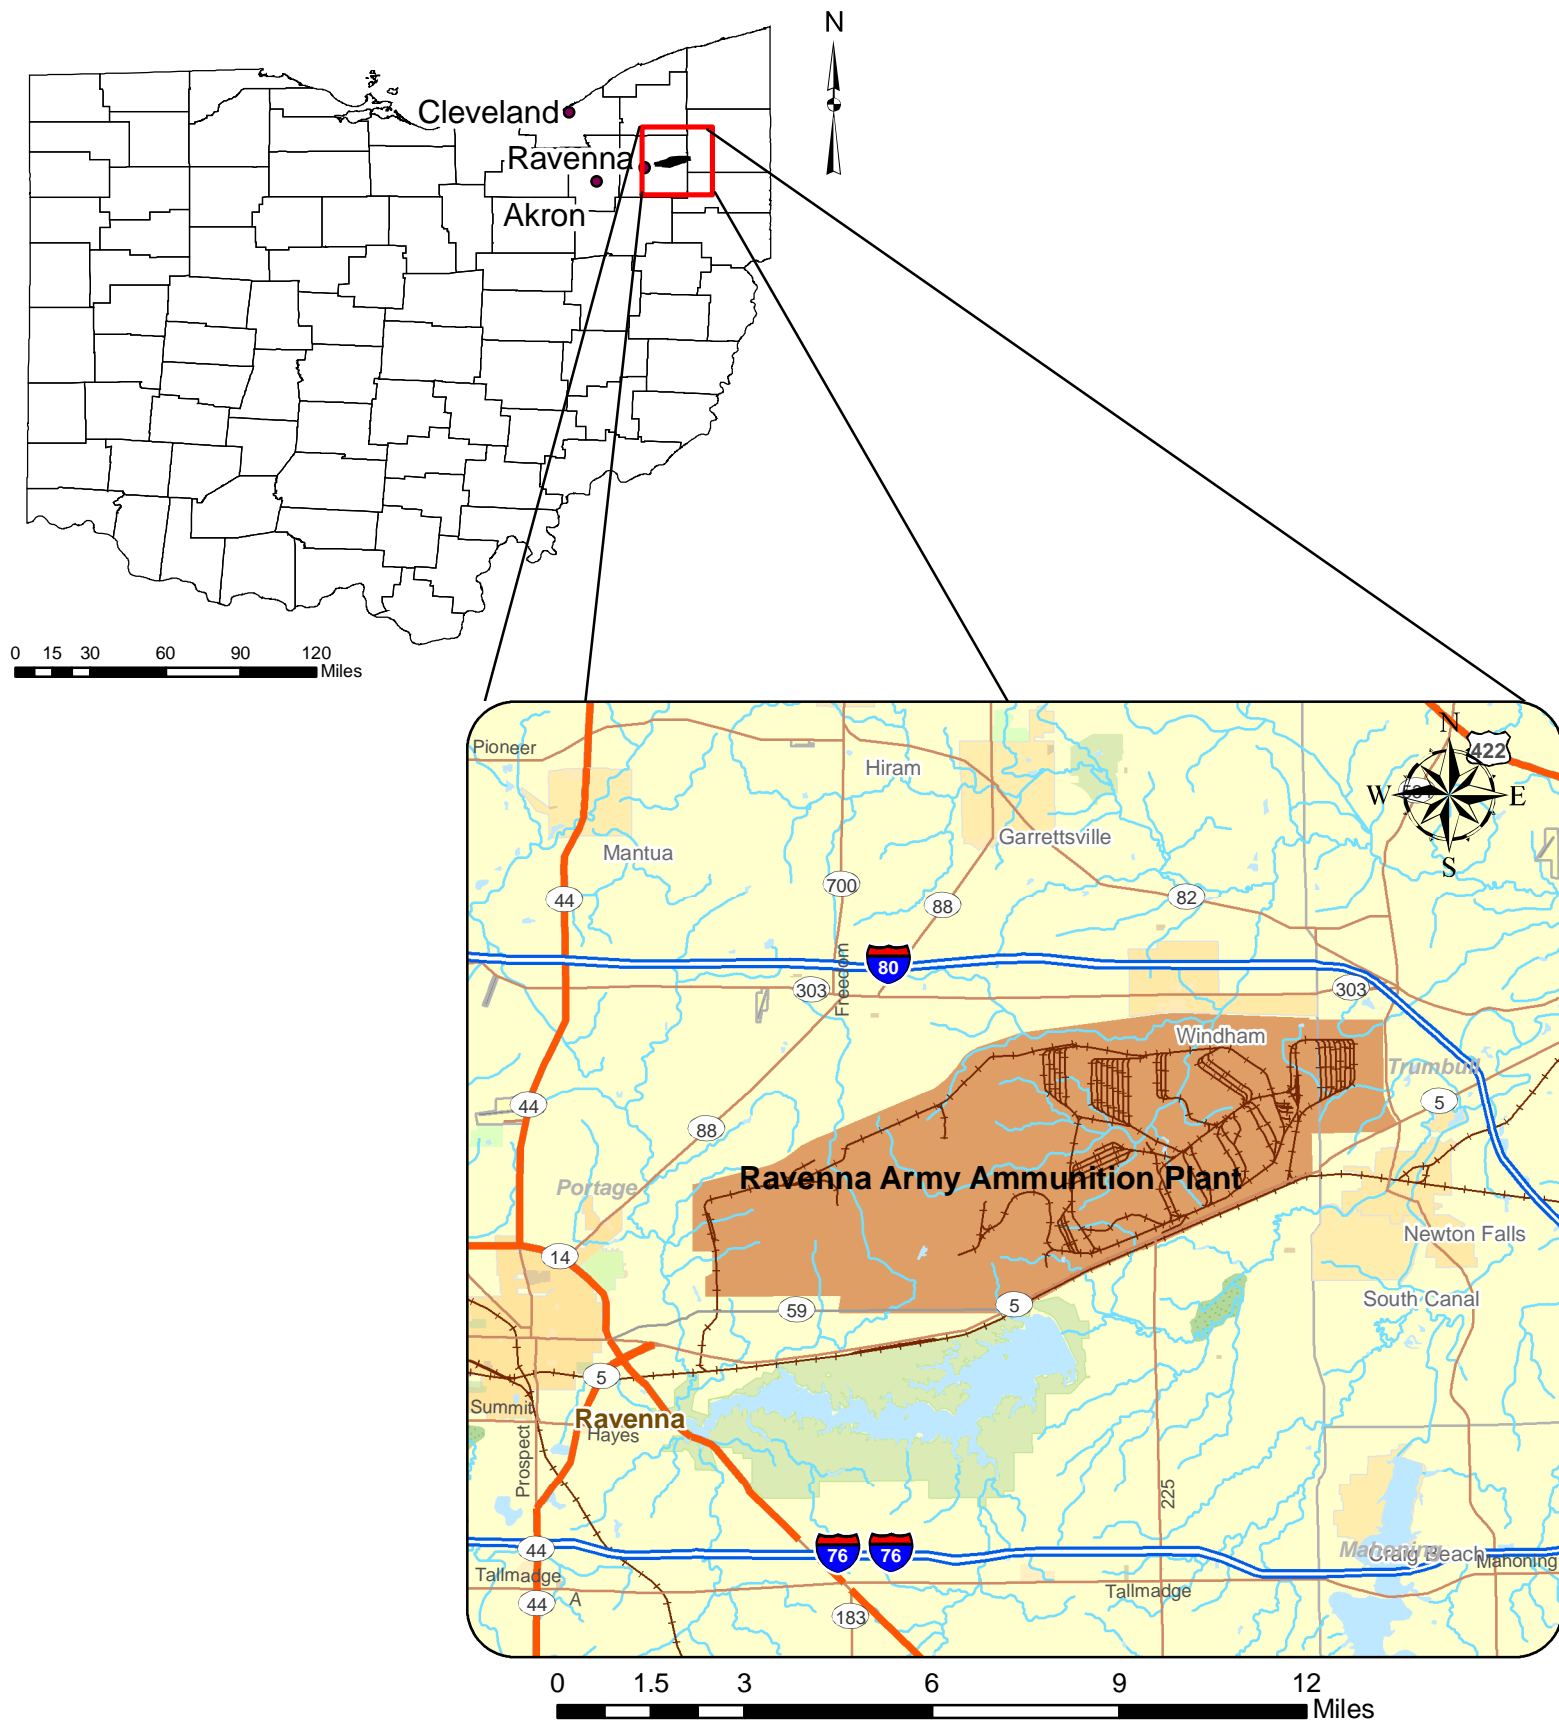 N
Cleveland
Ravenna
Akron
0 15 30 60 90 120
Miles
N
Pioneer
422
Hiram
W E
Garrettsville
Mantua
S
700
88
82
44
Freedom
80
303
303
Windham
Trumbull
44
5
88
Ravenna Army Ammunition Plant
Portage
Newton Falls
14
South Canal
59
5
5
Summit
Ravenna
Hayes
Prospect
225
44
76 76
Mahoning
Craig Beach
Mahoning
Tallmadge
Tallmadge
A
44
183
0 1.5 3 6 9 12
Miles